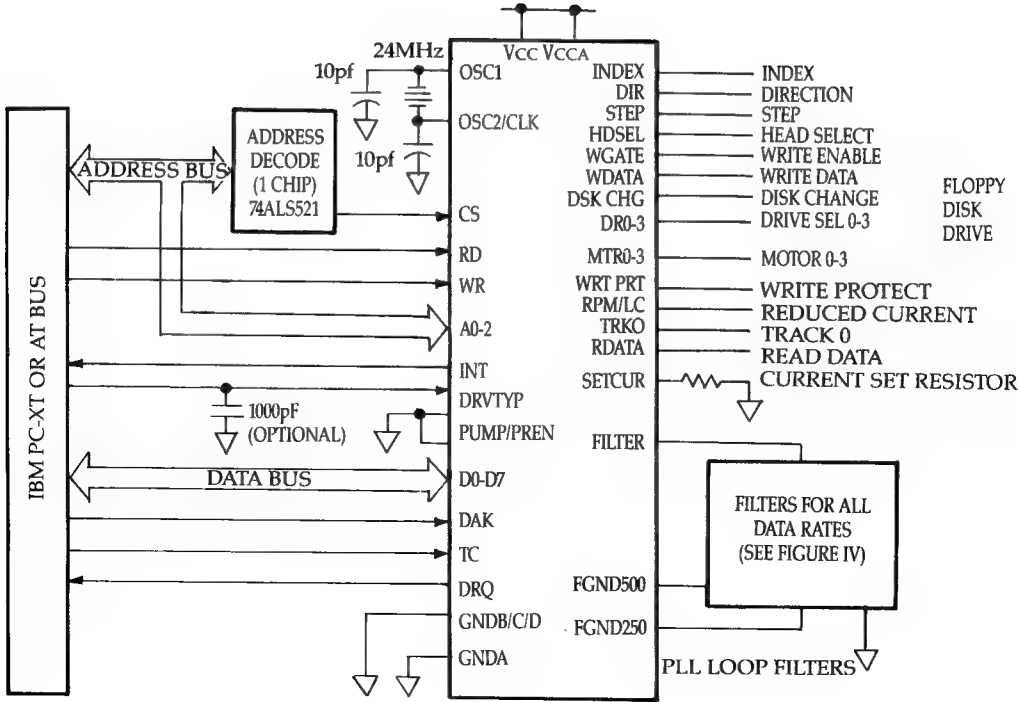 VCC VCCA
24MHz
10pf
OSC1
OSC2/CLK
10pf
IBM PC-XT OR AT BUS
ADDRESS BUS
ADDRESS
DECODE
(1 CHIP)
74ALS521
CS
RD
WR
A0-2
INT
DRVTYP
1000pF
(OPTIONAL)
PUMP/PREN
DATA BUS
D0-D7
DAK
TC
DRQ
GNDB/C/D
GNDA
INDEX INDEX
DIR DIRECTION
STEP STEP
HDSEL HEAD SELECT
WGATE WRITE ENABLE
WDATA WRITE DATA
DSK CHG DISK CHANGE
DR0-3 DRIVE SEL 0-3
MTR0-3 MOTOR 0-3
WRT PRT WRITE PROTECT
RPM/LC REDUCED CURRENT
TRKO TRACK 0
RDATA READ DATA
SETCUR CURRENT SET RESISTOR
FLOPPY
DISK
DRIVE
FILTER
FILTERS FOR ALL
DATA RATES
(SEE FIGURE IV)
FGND500
FGND250
PLL LOOP FILTERS